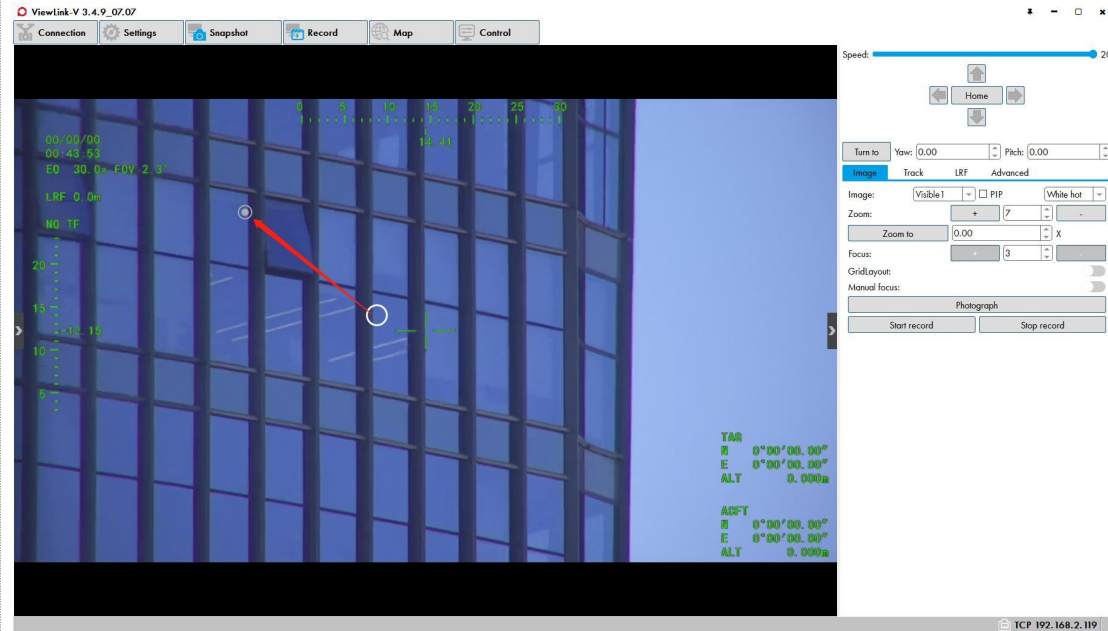 ViewLink-V 3.4.9_07.07
Connection Settings Snapshot Record Map Control
Speed: 20
Home
Turn to Yaw: 0.00 Pitch: 0.00
Image Track LRF Advanced
Image: Visible1 PIP White hot
Zoom: + 7 -
Zoom to 0.00 X
Focus: + 3 -
GridLayout:
Manual focus:
Photograph
Start record Stop record
0 5 10 15 20 25 30
14.41
00/00/00
00:43:53
EO 30.0x FOV 2.3°
LRF 0.0m
NO TF
20
15
-12.15
10
5
TAG
N 0°00'00.00"
E 0°00'00.00"
ALT 0.000m
ACFT
N 0°00'00.00"
E 0°00'00.00"
ALT 0.000m
TCP 192.168.2.119